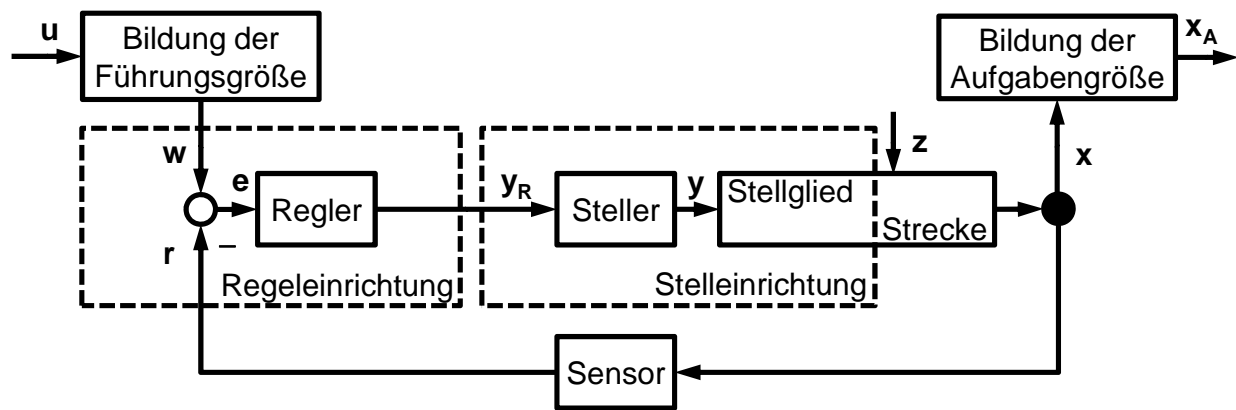 u
Bildung der
Führungsgröße
Bildung der
Aufgabengröße
x_A
w
z
x
e
Regler
y_R
Steller
y
Stellglied
Strecke
r
–
Regeleinrichtung
Stelleinrichtung
Sensor